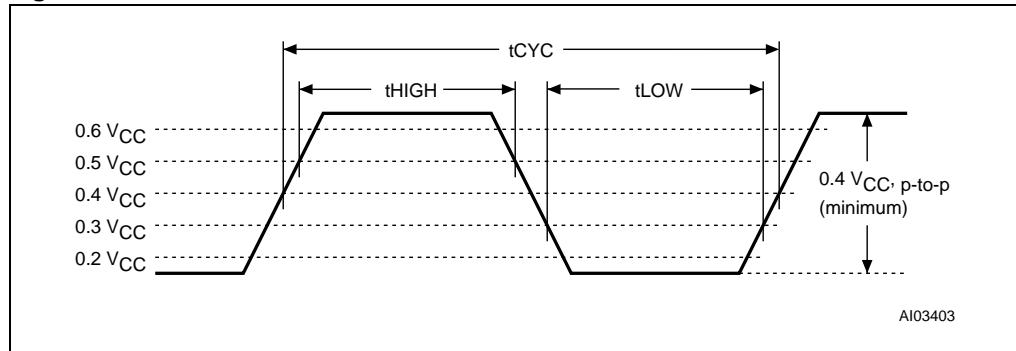 tCYC
tHIGH
tLOW
0.6 VCC
0.5 VCC
0.4 VCC
0.3 VCC
0.2 VCC
0.4 VCC, p-to-p
(minimum)
AI03403